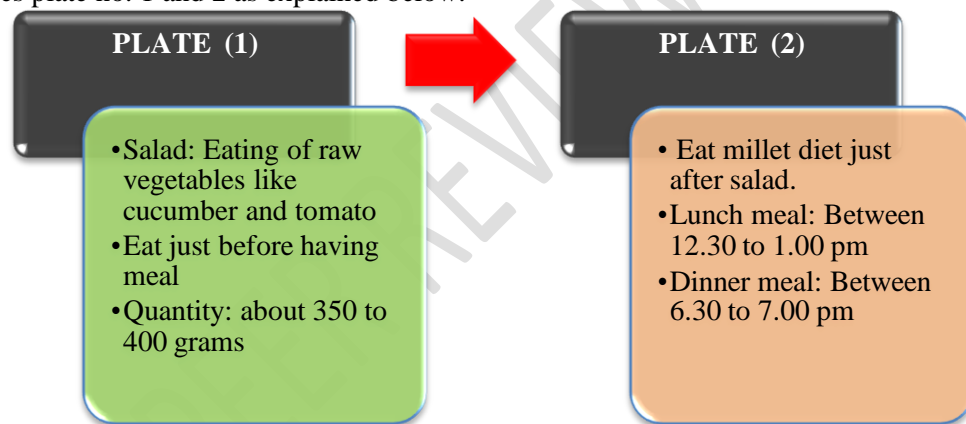 es plate no. 1 and 2 as explained below.
PLATE (1)
•Salad: Eating of raw
vegetables like
cucumber and tomato
•Eat just before having
meal
•Quantity: about 350 to
400 grams
PLATE (2)
• Eat millet diet just
after salad.
•Lunch meal: Between
12.30 to 1.00 pm
•Dinner meal: Between
6.30 to 7.00 pm